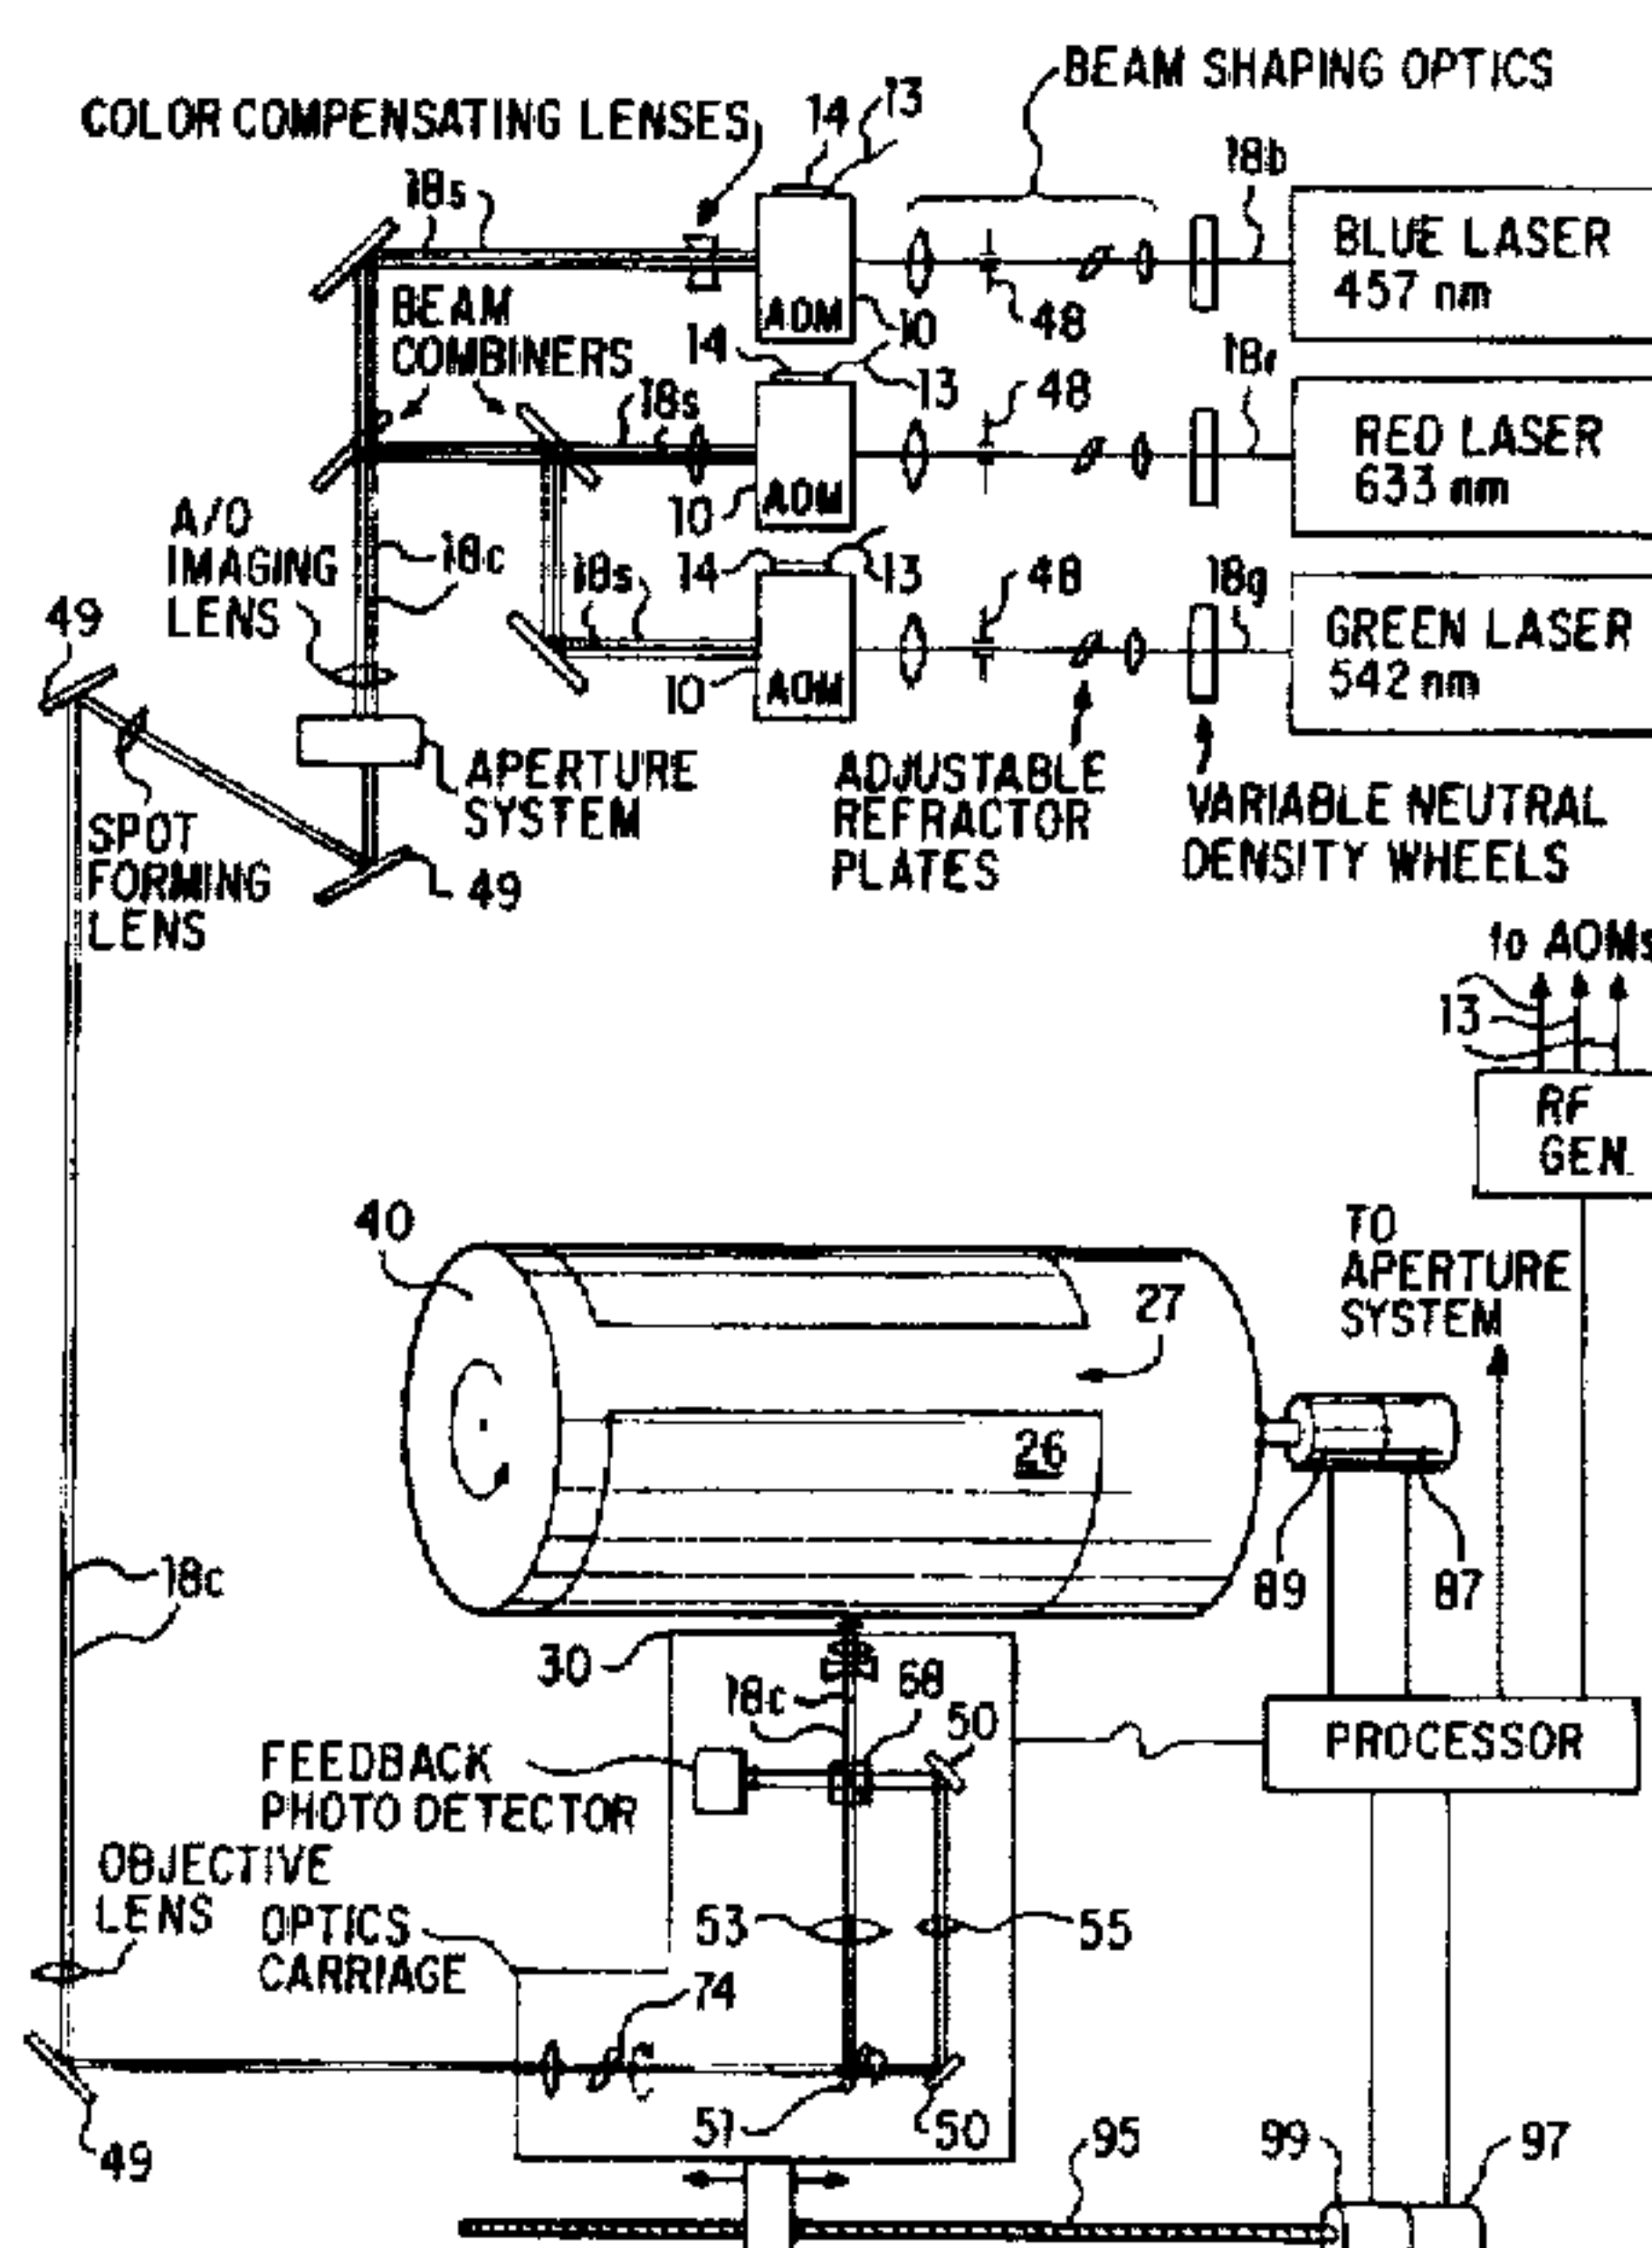 BEAM SHAPING OPTICS
COLOR COMPENSATING LENSES
14
13
18b
18s
BLUE LASER
457 nm
BEAM
COMBINERS
AOM
10
48
14
13
18s
48
18r
RED LASER
633 nm
A/O
IMAGING
LENS
18c
10
AOM
14
13
18s
48
18g
GREEN LASER
542 nm
49
10
AOM
APERTURE
SYSTEM
ADJUSTABLE
REFRACTOR
PLATES
VARIABLE NEUTRAL
DENSITY WHEELS
SPOT
FORMING
LENS
49
to AOMs
13
RF
GEN.
40
TO
APERTURE
SYSTEM
27
26
18c
89
87
30
18c
68
50
PROCESSOR
FEEDBACK
PHOTO DETECTOR
OBJECTIVE
LENS
OPTICS
CARRIAGE
53
55
74
51
50
49
95
99
97